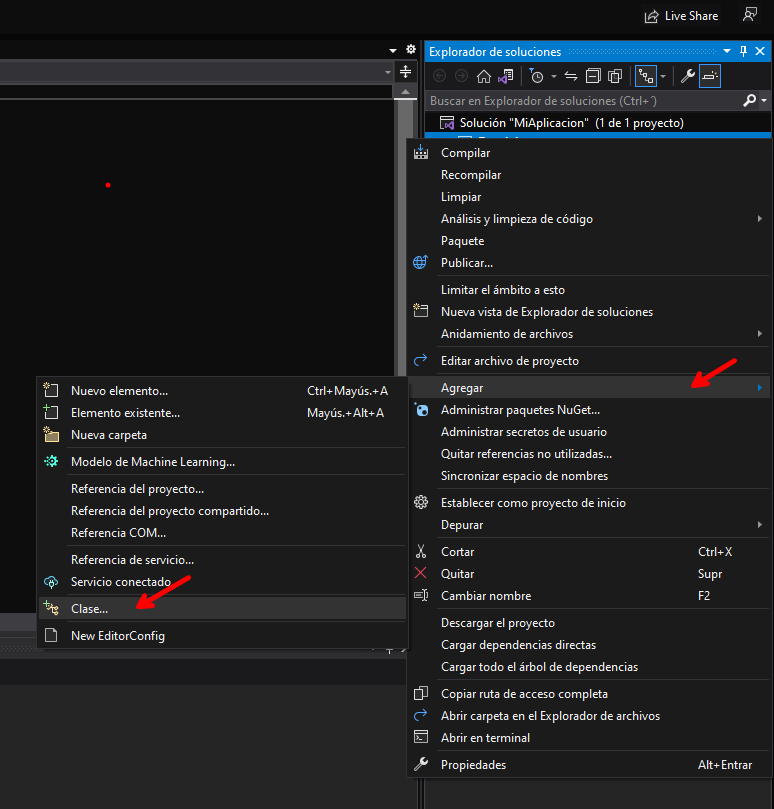 Live Share
Explorador de soluciones
Buscar en Explorador de soluciones (Ctrl+´)
Solución "MiAplicacion" (1 de 1 proyecto)
Compilar
Recompilar
Limpiar
Análisis y limpieza de código
Paquete
Publicar...
Limitar el ámbito a esto
Nueva vista de Explorador de soluciones
Anidamiento de archivos
Editar archivo de proyecto
Agregar
Administrar paquetes NuGet...
Administrar secretos de usuario
Quitar referencias no utilizadas...
Sincronizar espacio de nombres
Establecer como proyecto de inicio
Depurar
Cortar Ctrl+X
Quitar Supr
Cambiar nombre F2
Descargar el proyecto
Cargar dependencias directas
Cargar todo el árbol de dependencias
Copiar ruta de acceso completa
Abrir carpeta en el Explorador de archivos
Abrir en terminal
Propiedades Alt+Entrar
Nuevo elemento... Ctrl+Mayús.+A
Elemento existente... Mayús.+Alt+A
Nueva carpeta
Modelo de Machine Learning...
Referencia del proyecto...
Referencia del proyecto compartido...
Referencia COM...
Referencia de servicio...
Servicio conectado
Clase...
New EditorConfig